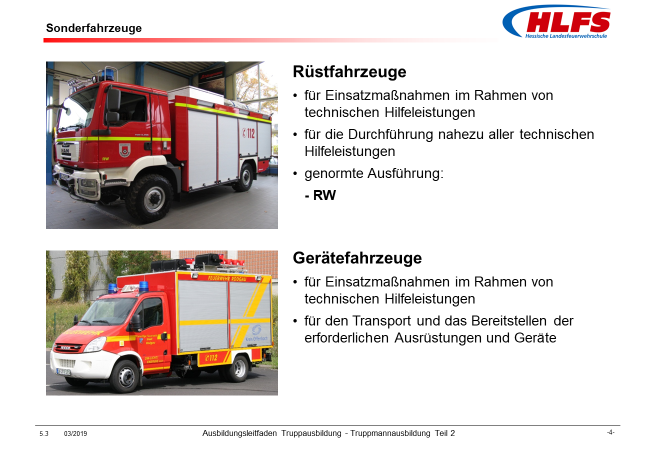 Sonderfahrzeuge
HLFS
Hessische Landesfeuerwehrschule
Rüstfahrzeuge
• für Einsatzmaßnahmen im Rahmen von
technischen Hilfeleistungen
• für die Durchführung nahezu aller technischen
Hilfeleistungen
• genormte Ausführung:
- RW
112
Gerätefahrzeuge
• für Einsatzmaßnahmen im Rahmen von
technischen Hilfeleistungen
• für den Transport und das Bereitstellen der
erforderlichen Ausrüstungen und Geräte
112
5.3 03/2019 Ausbildungsleitfaden Truppausbildung - Truppmannausbildung Teil 2 -4-